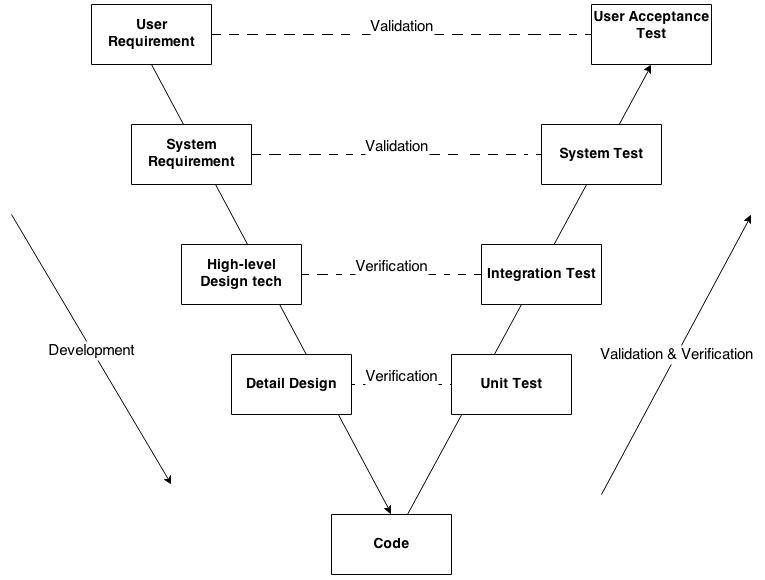 User
Requirement
Validation
User Acceptance
Test
System
Requirement
Validation
System Test
High-level
Design tech
Verification
Integration Test
Development
Validation & Verification
Detail Design
Verification
Unit Test
Code